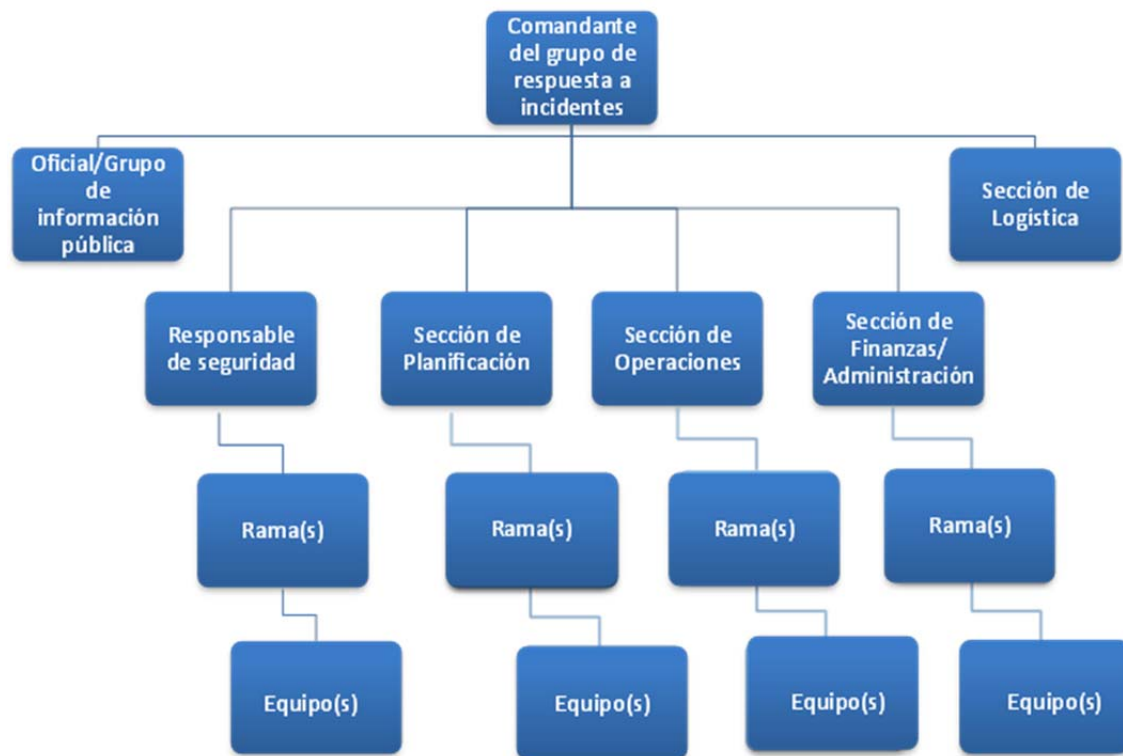 Comandante
del grupo de
respuesta a
incidentes
Oficial/Grupo
de
información
pública
Sección de
Logística
Responsable
de seguridad
Sección de
Planificación
Sección de
Operaciones
Sección de
Finanzas/
Administración
Rama(s)
Rama(s)
Rama(s)
Rama(s)
Equipo(s)
Equipo(s)
Equipo(s)
Equipo(s)